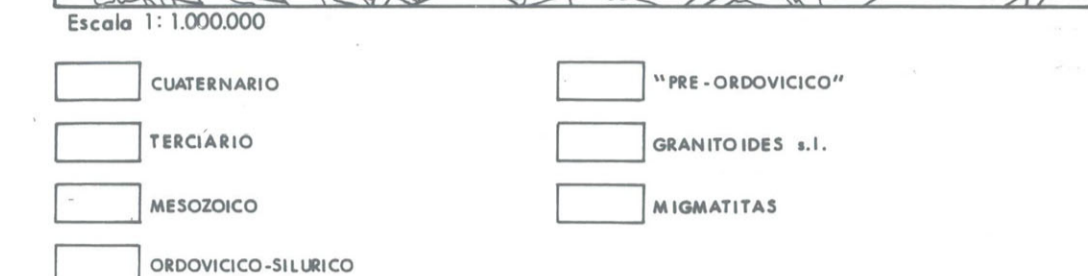 Escala 1: 1.000.000
CUATERNARIO
TERCIARIO
MESOZOICO
ORDOVICICO-SILURICO
"PRE-ORDOVICICO"
GRANITOIDES s.l.
MIGMATITAS